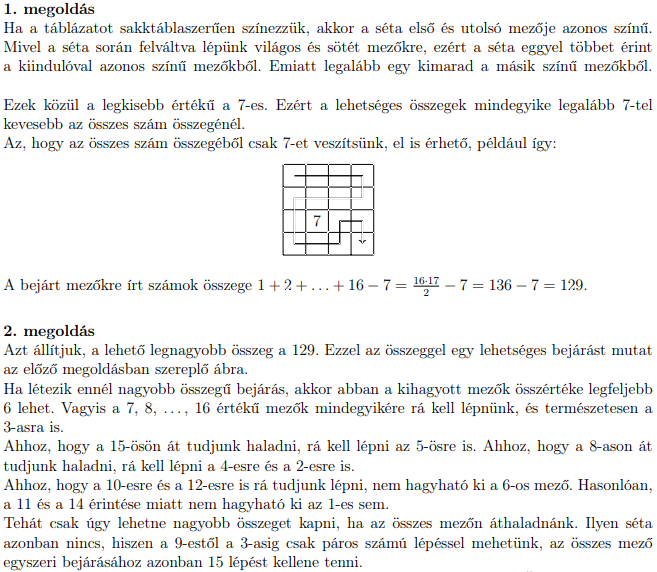 1. megoldás
Ha a táblázatot sakktáblaszerűen színezzük, akkor a séta első és utolsó mezője azonos színű.
Mivel a séta során felváltva lépünk világos és sötét mezőkre, ezért a séta eggyel többet érint
a kiindulóval azonos színű mezőkből. Emiatt legalább egy kimarad a másik színű mezőkből.
Ezek közül a legkisebb értékű a 7-es. Ezért a lehetséges összegek mindegyike legalább 7-tel
kevesebb az összes szám összegénél.
Az, hogy az összes szám összegéből csak 7-et veszítsünk, el is érhető, például így:
7
A bejárt mezőkre írt számok összege 1 + 2 + . . . + 16 − 7 = \frac{16·17}{2} − 7 = 136 − 7 = 129.
2. megoldás
Azt állítjuk, a lehető legnagyobb összeg a 129. Ezzel az összeggel egy lehetséges bejárást mutat
az előző megoldásban szereplő ábra.
Ha létezik ennél nagyobb összegű bejárás, akkor abban a kihagyott mezők összértéke legfeljebb
6 lehet. Vagyis a 7, 8, . . . , 16 értékű mezők mindegyikére rá kell lépnünk, és természetesen a
3-asra is.
Ahhoz, hogy a 15-ösön át tudjunk haladni, rá kell lépni az 5-ösre is. Ahhoz, hogy a 8-ason át
tudjunk haladni, rá kell lépni a 4-esre és a 2-esre is.
Ahhoz, hogy a 10-esre és a 12-esre is rá tudjunk lépni, nem hagyható ki a 6-os mező. Hasonlóan,
a 11 és a 14 érintése miatt nem hagyható ki az 1-es sem.
Tehát csak úgy lehetne nagyobb összeget kapni, ha az összes mezőn áthaladnánk. Ilyen séta
azonban nincs, hiszen a 9-estől a 3-asig csak páros számú lépéssel mehetünk, az összes mező
egyszeri bejárásához azonban 15 lépést kellene tenni.